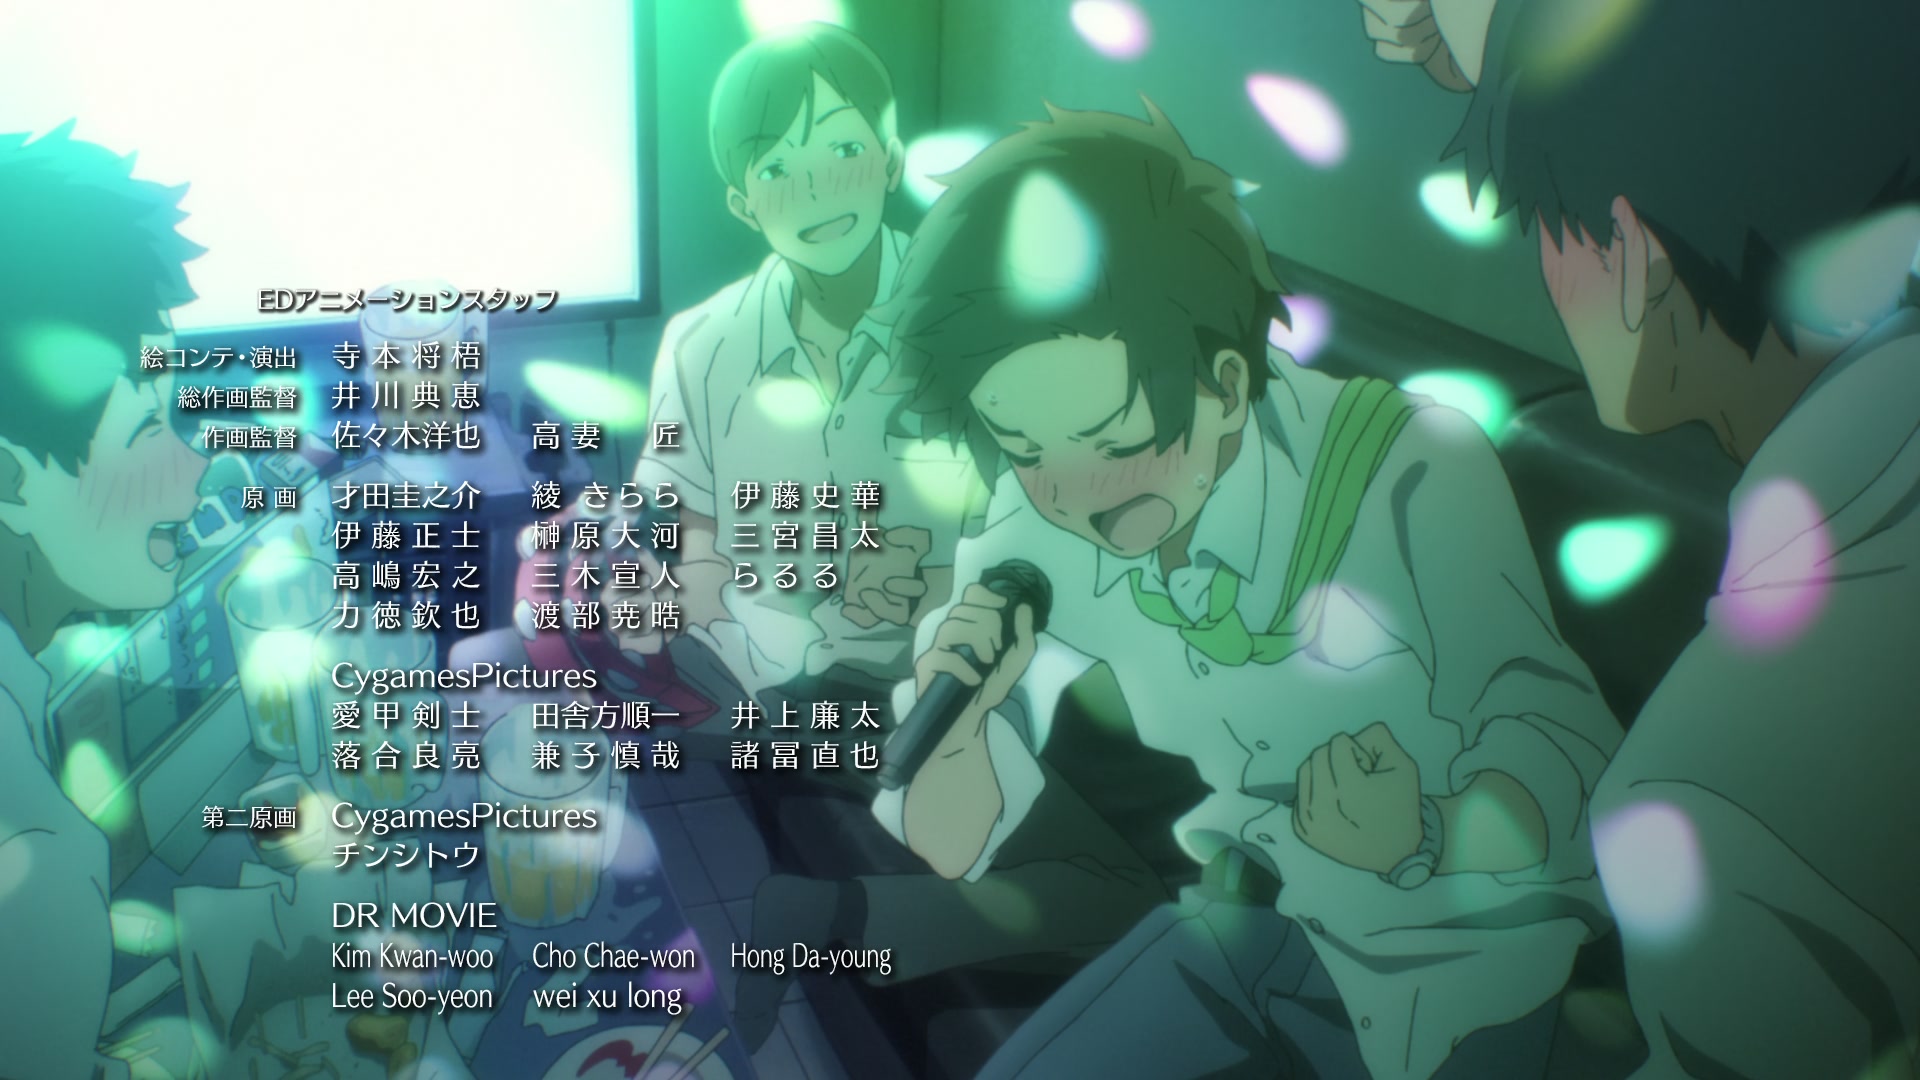 EDアニメーションスタッフ
絵コンテ・演出 寺本将梧
総作画監督 井川典恵
作画監督 佐々木洋也 高妻 匠
原画 才田圭之介 綾 きらら 伊藤史華
伊藤正士 榊原大河 三宮昌太
高嶋宏之 三木宣人 らるる
力徳欽也 渡部尭晧
CygamesPictures
愛甲剣士 田舎方順一 井上廉太
落合良亮 兼子慎哉 諸冨直也
第二原画 CygamesPictures
チンシトウ
DR MOVIE
Kim Kwan-woo Cho Chae-won Hong Da-young
Lee Soo-yeon wei xu long